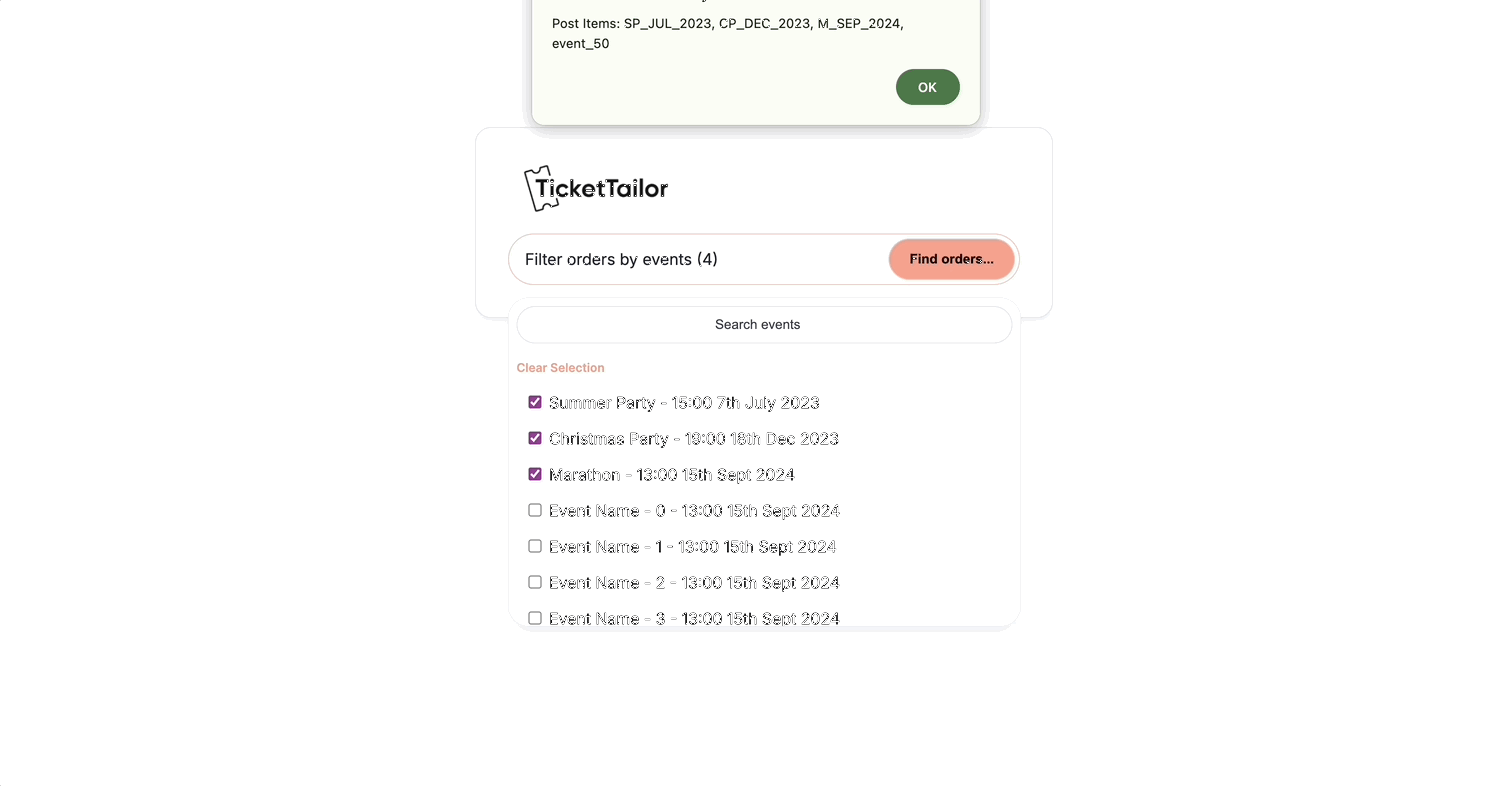 Post Items: SP_JUL_2023, CP_DEC_2023, M_SEP_2024,
event_50
OK
TicketTailor
Filter orders by events (4)
Find orders...
Search events
Clear Selection
Summer Party - 15:00 7th July 2023
Christmas Party - 19:00 18th Dec 2023
Marathon - 13:00 15th Sept 2024
Event Name - 0 - 13:00 15th Sept 2024
Event Name - 1 - 13:00 15th Sept 2024
Event Name - 2 - 13:00 15th Sept 2024
Event Name - 3 - 13:00 15th Sept 2024